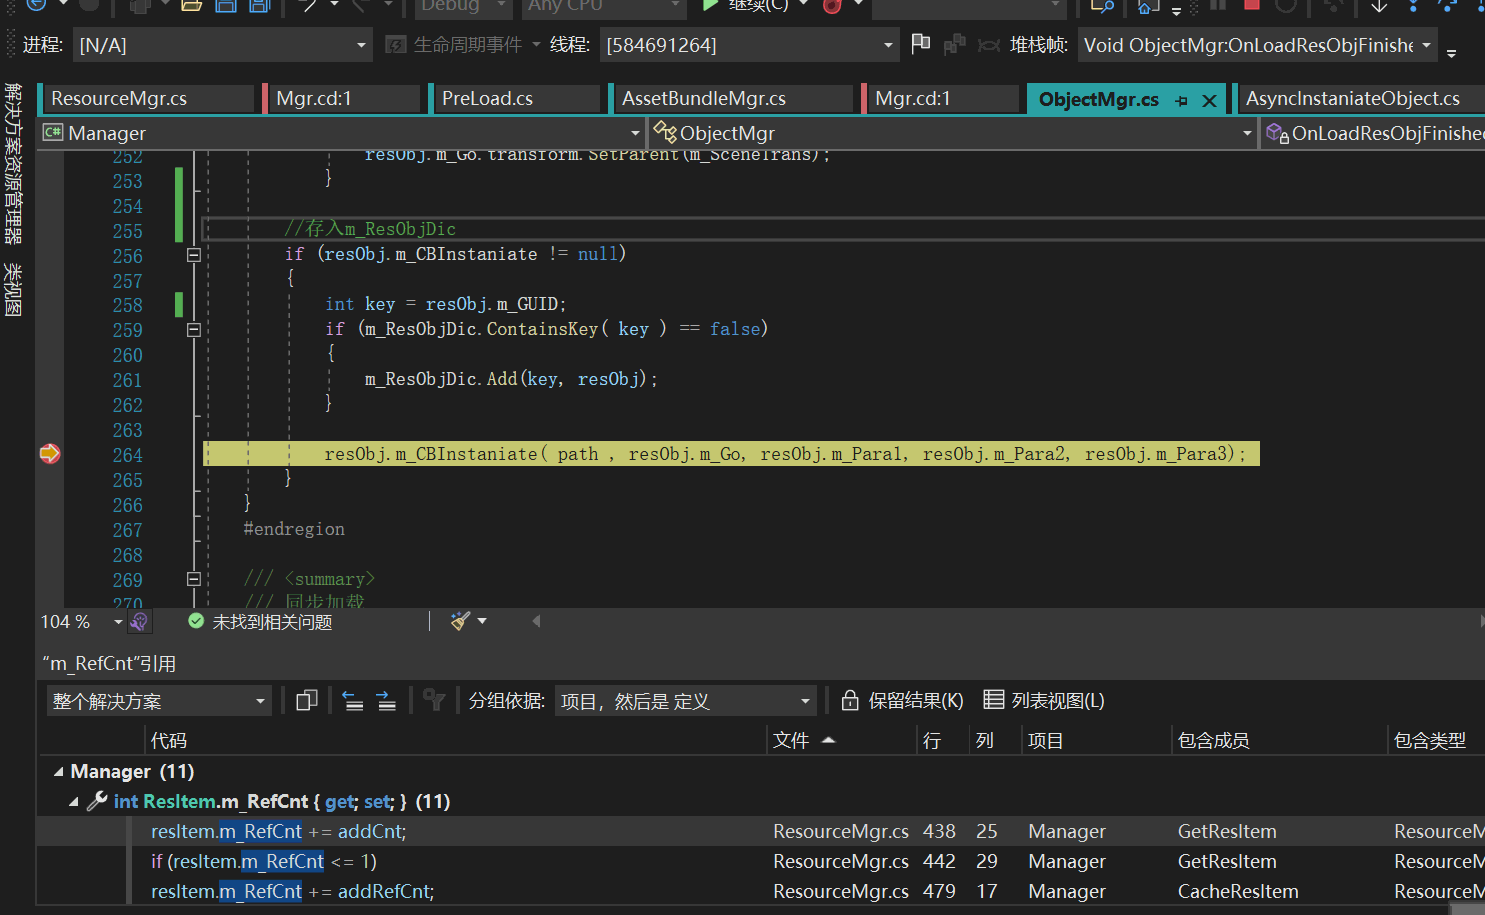 Debug Any CPU 继续(C)
进程: [N/A] 生命周期事件 线程: [584691264] 堆栈帧: Void ObjectMgr:OnLoadResObjFinishe
解决方案资源管理器
类视图
ResourceMgr.cs Mgr.cd:1 PreLoad.cs AssetBundleMgr.cs Mgr.cd:1 ObjectMgr.cs AsyncInstaniateObject.cs
C# Manager ObjectMgr OnLoadResObjFinished
252 resObj.m_Go.transform.SetParent(m_SceneTrans);
253 }
254
255 //存入m_ResObjDic
256 if (resObj.m_CBInstaniate != null)
257 {
258 int key = resObj.m_GUID;
259 if (m_ResObjDic.ContainsKey( key ) == false)
260 {
261 m_ResObjDic.Add(key, resObj);
262 }
263
264 resObj.m_CBInstaniate( path , resObj.m_Go, resObj.m_Para1, resObj.m_Para2, resObj.m_Para3);
265 }
266 }
267 #endregion
268
269 /// <summary>
270 /// 同步加载
104 % 未找到相关问题
“m_RefCnt”引用
整个解决方案 分组依据: 项目，然后是 定义 保留结果(K) 列表视图(L)
代码 文件 行 列 项目 包含成员 包含类型
Manager (11)
int ResItem.m_RefCnt { get; set; } (11)
resItem.m_RefCnt += addCnt; ResourceMgr.cs 438 25 Manager GetResItem ResourceM
if (resItem.m_RefCnt <= 1) ResourceMgr.cs 442 29 Manager GetResItem ResourceM
resItem.m_RefCnt += addRefCnt; ResourceMgr.cs 479 17 Manager CacheResItem ResourceM